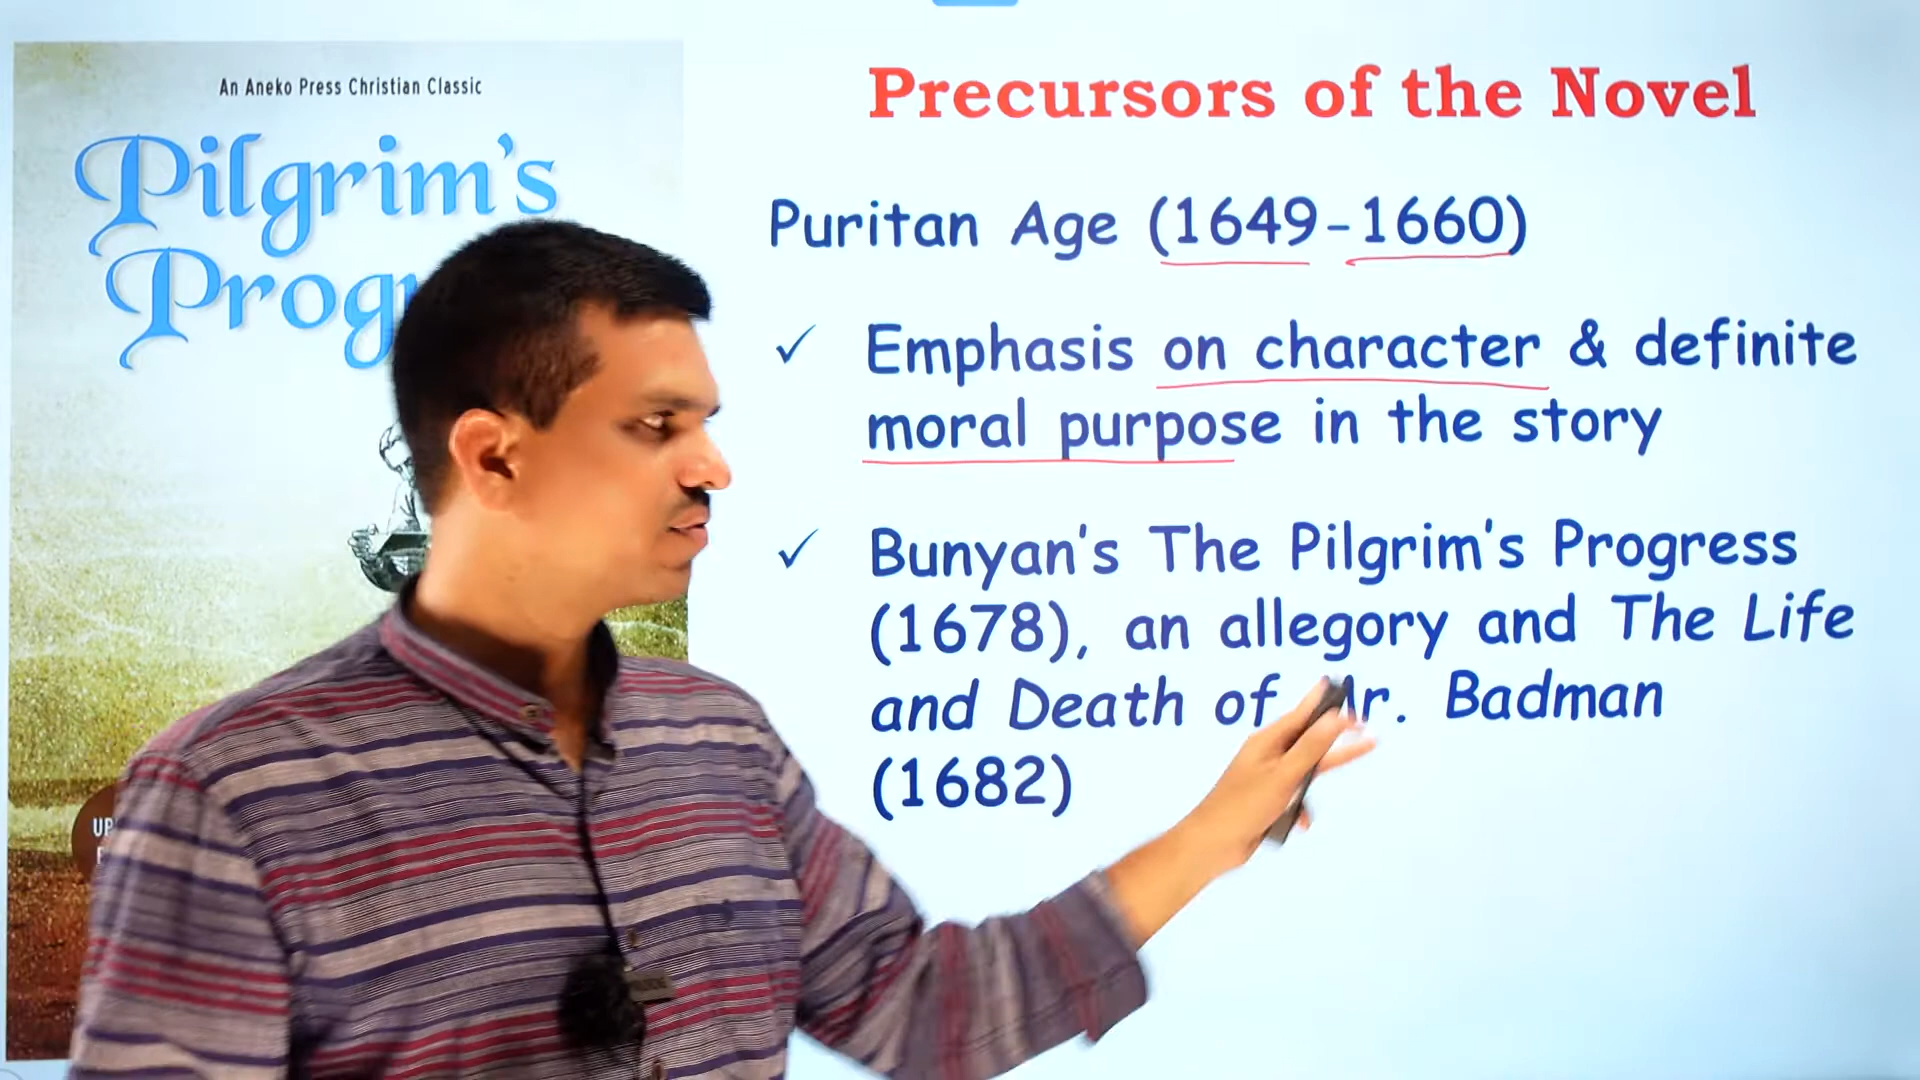 An Aneko Press Christian Classic
Pilgrim's
Precursors of the Novel
Puritan Age (1649-1660)
✓ Emphasis on character & definite
moral purpose in the story
✓ Bunyan's The Pilgrim's Progress
(1678), an allegory and The Life
and Death of Mr. Badman
(1682)